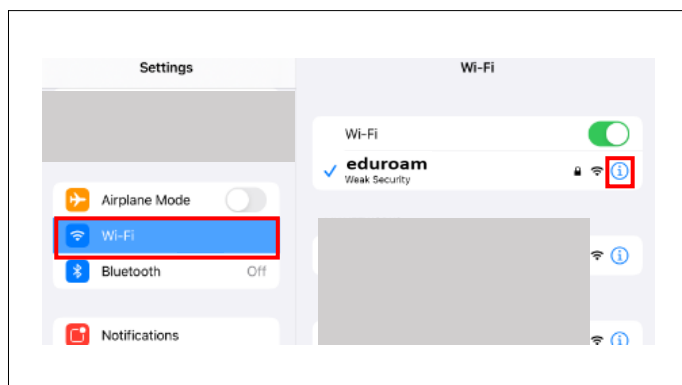 Settings
Airplane Mode
Wi-Fi
Bluetooth Off
Notifications
Wi-Fi
Wi-Fi
eduroam
Weak Security